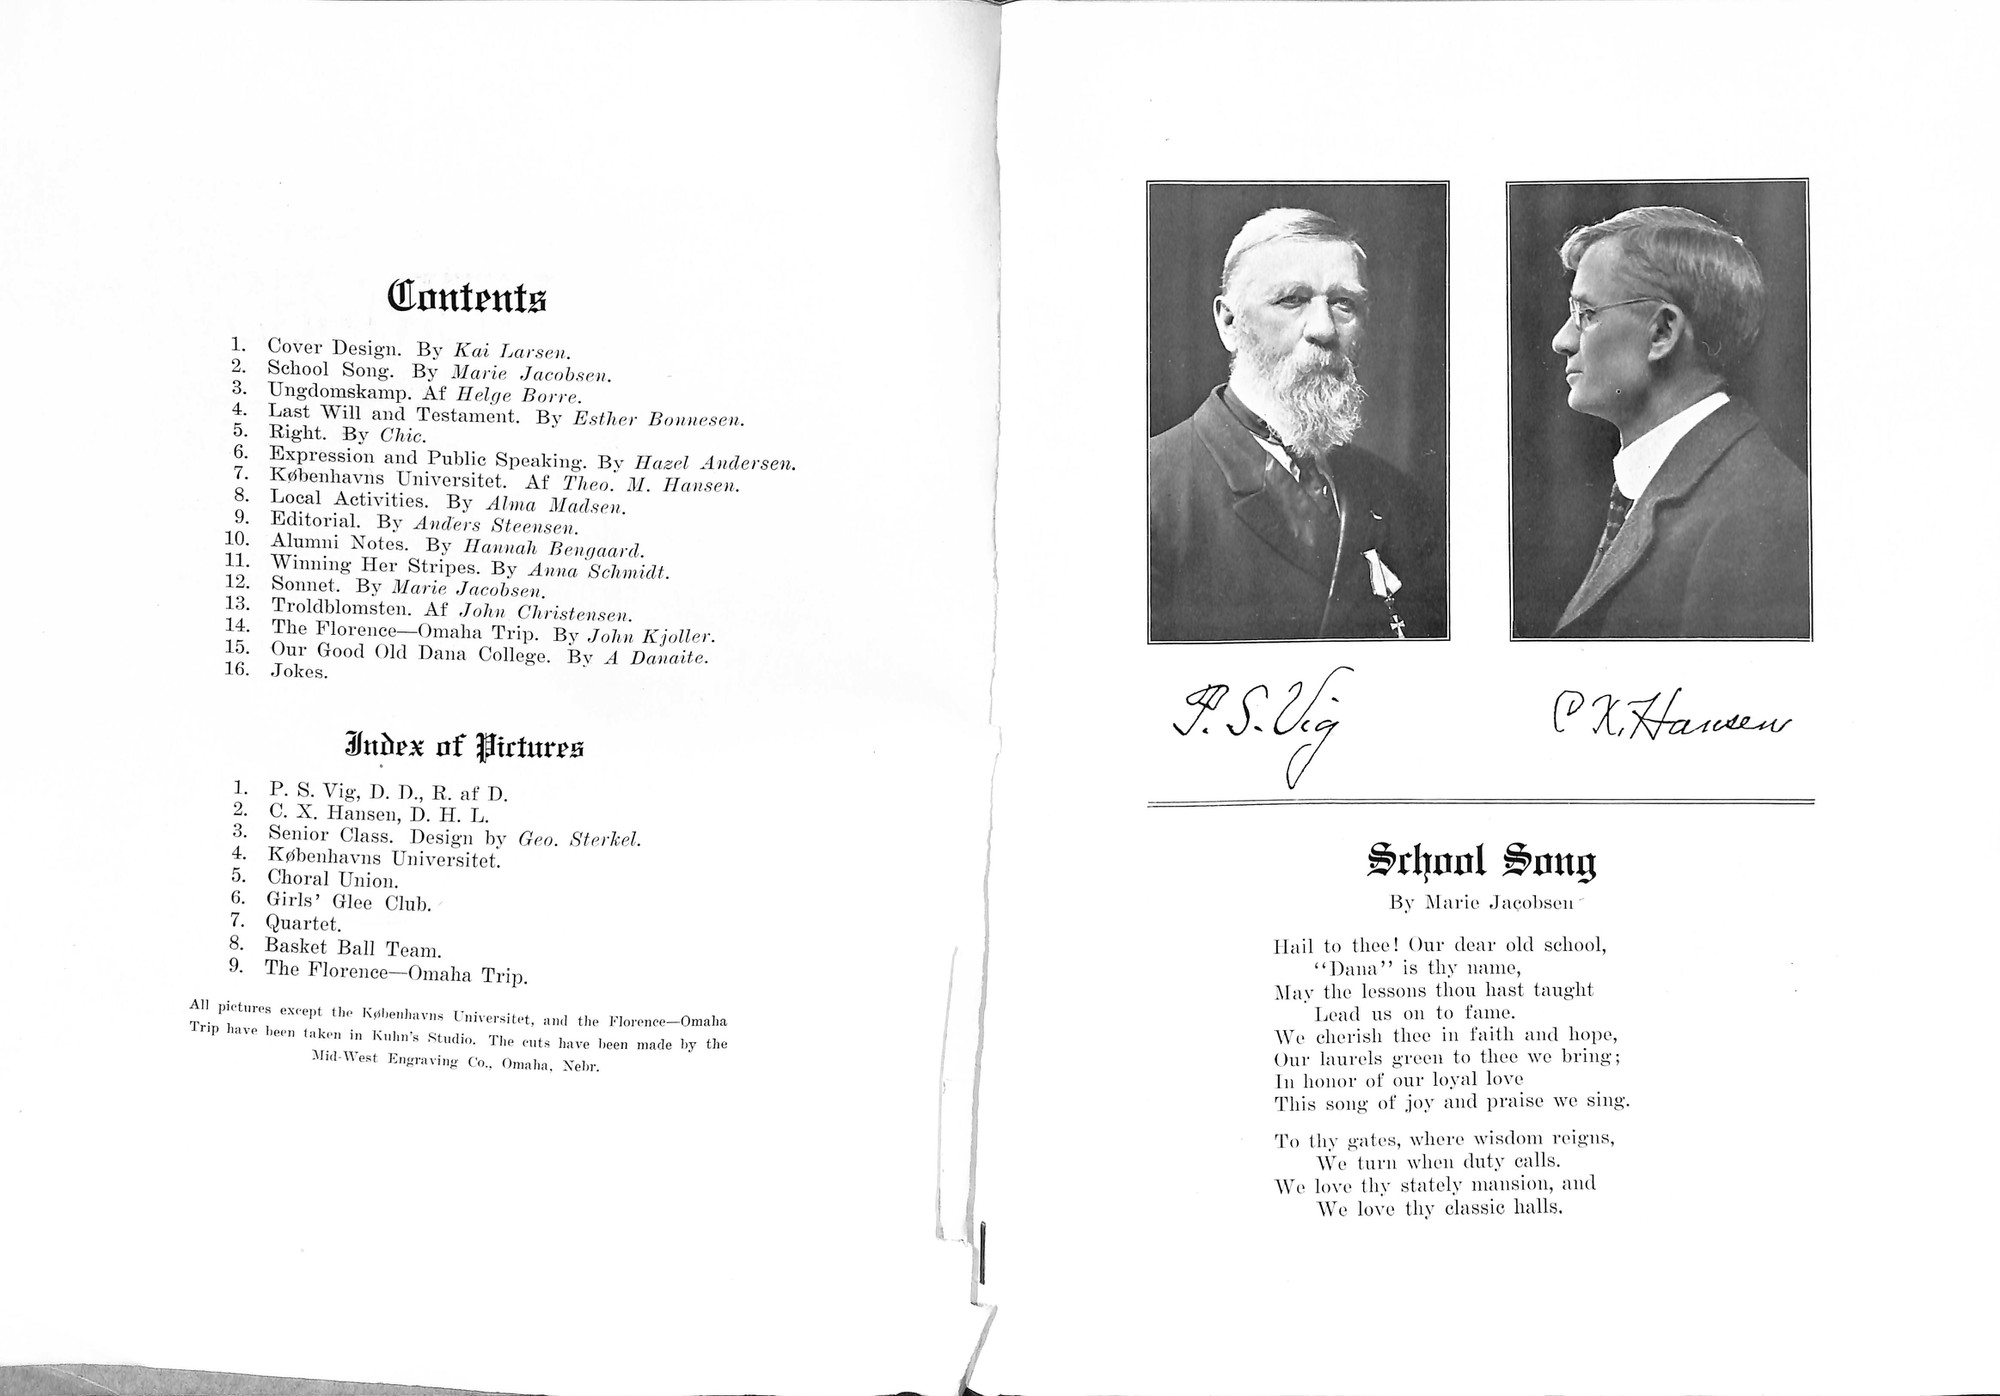 Contents
1. Cover Design. By Kai Larsen.
2. School Song. By Marie Jacobsen.
3. Ungdomskamp. Af Helge Borre.
4. Last Will and Testament. By Esther Bonnesen.
5. Right. By Chic.
6. Expression and Public Speaking. By Hazel Andersen.
7. Københavns Universitet. Af Theo. M. Hansen.
8. Local Activities. By Alma Madsen.
9. Editorial. By Anders Steensen.
10. Alumni Notes. By Hannah Bengaard.
11. Winning Her Stripes. By Anna Schmidt.
12. Sonnet. By Marie Jacobsen.
13. Troldblomsten. Af John Christensen.
14. The Florence—Omaha Trip. By John Kjoller.
15. Our Good Old Dana College. By A Danaite.
16. Jokes.
Index of Pictures
1. P. S. Vig, D. D., R. af D.
2. C. X. Hansen, D. H. L.
3. Senior Class. Design by Geo. Sterkel.
4. Københavns Universitet.
5. Choral Union.
6. Girls' Glee Club.
7. Quartet.
8. Basket Ball Team.
9. The Florence—Omaha Trip.
All pictures except the Københavns Universitet, and the Florence—Omaha
Trip have been taken in Kuhn's Studio. The cuts have been made by the
Mid-West Engraving Co., Omaha, Nebr.
P. S. Vig
C X. Hansen
School Song
By Marie Jacobsen
Hail to thee! Our dear old school,
"Dana" is thy name,
May the lessons thou hast taught
Lead us on to fame.
We cherish thee in faith and hope,
Our laurels green to thee we bring;
In honor of our loyal love
This song of joy and praise we sing.
To thy gates, where wisdom reigns,
We turn when duty calls.
We love thy stately mansion, and
We love thy classic halls.